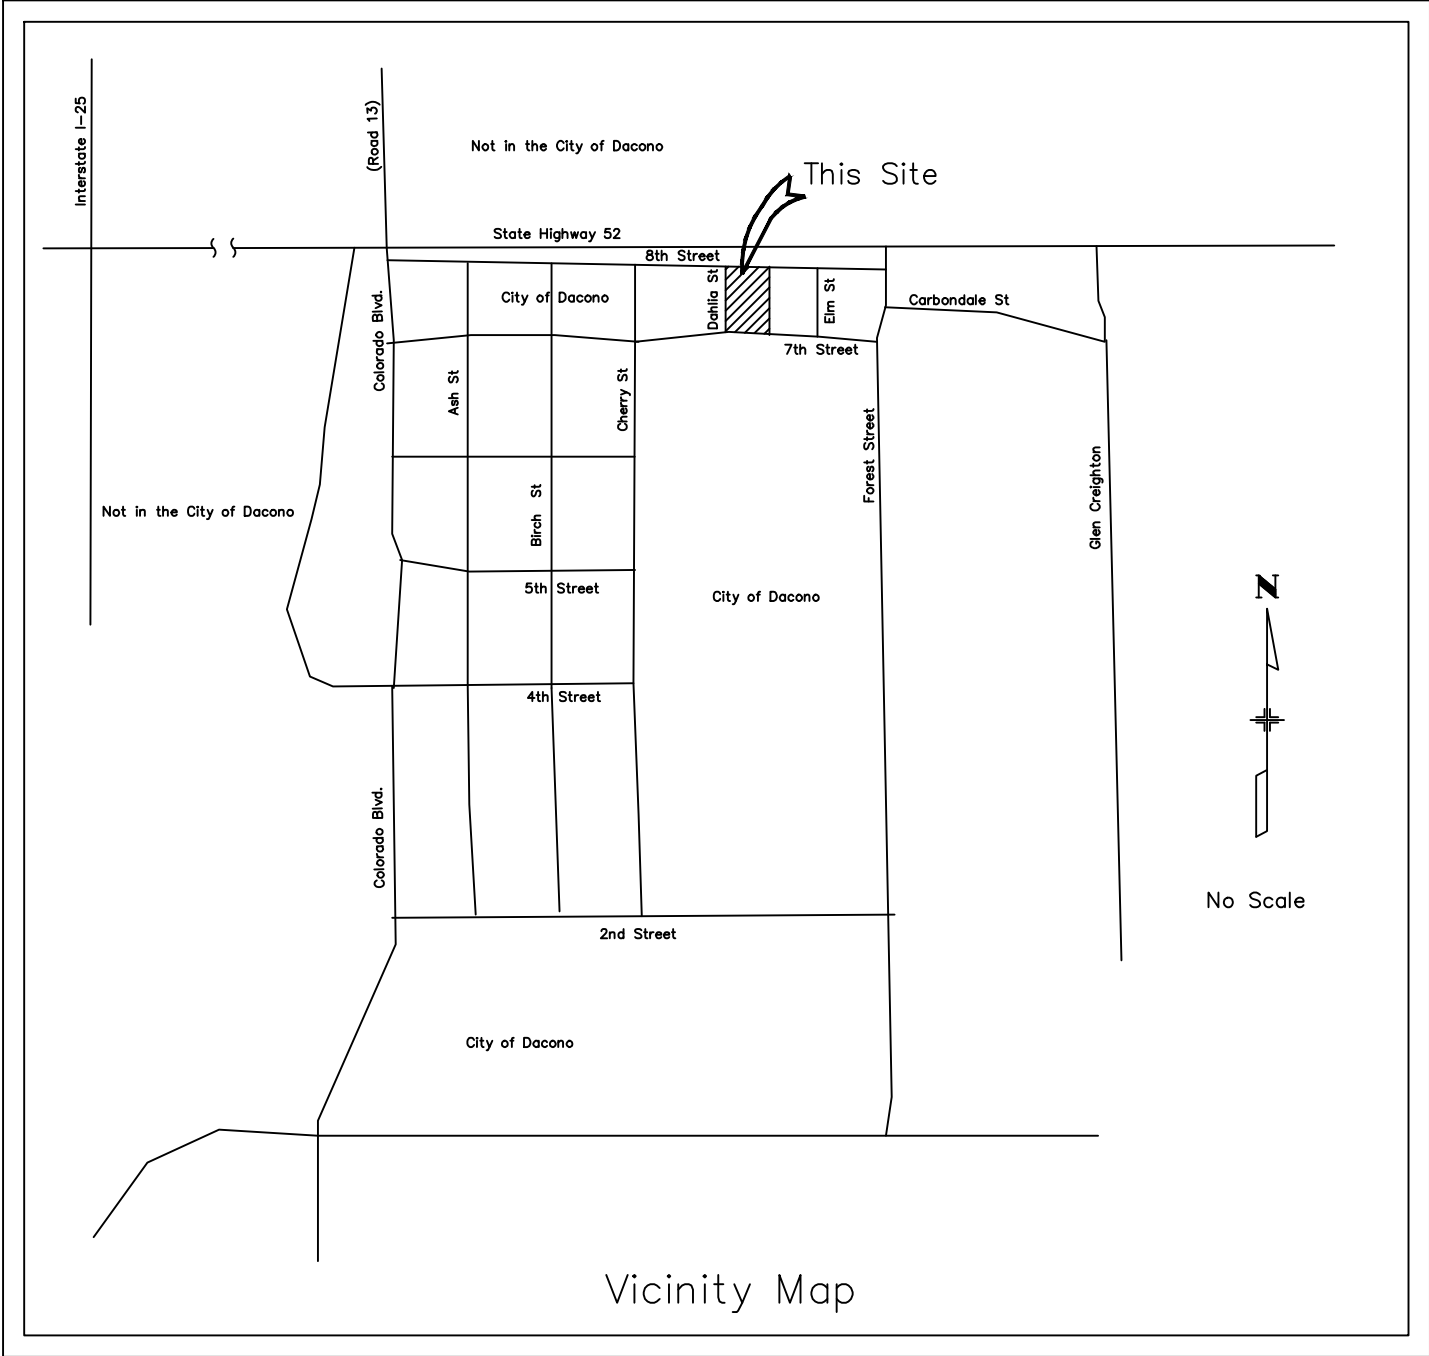 Interstate I-25
(Road 13)
Not in the City of Dacono
This Site
State Highway 52
8th Street
City of Dacono
Dahlia St
Elm St
Carbondale St
Colorado Blvd.
7th Street
Ash St
Cherry St
Forest Street
Glen Creighton
Birch St
Not in the City of Dacono
5th Street
City of Dacono
N
4th Street
Colorado Blvd.
No Scale
2nd Street
City of Dacono
Vicinity Map